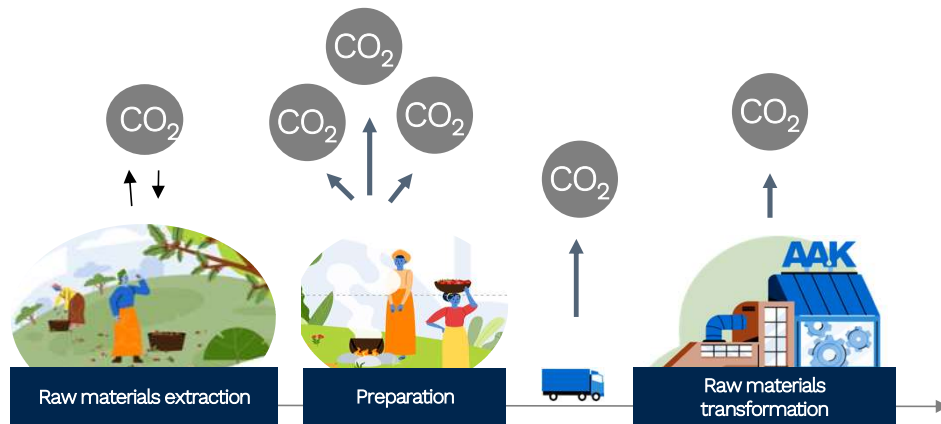 CO2
CO2
CO2
CO2
CO2
CO2
AAK
Raw materials extraction
Preparation
Raw materials
transformation